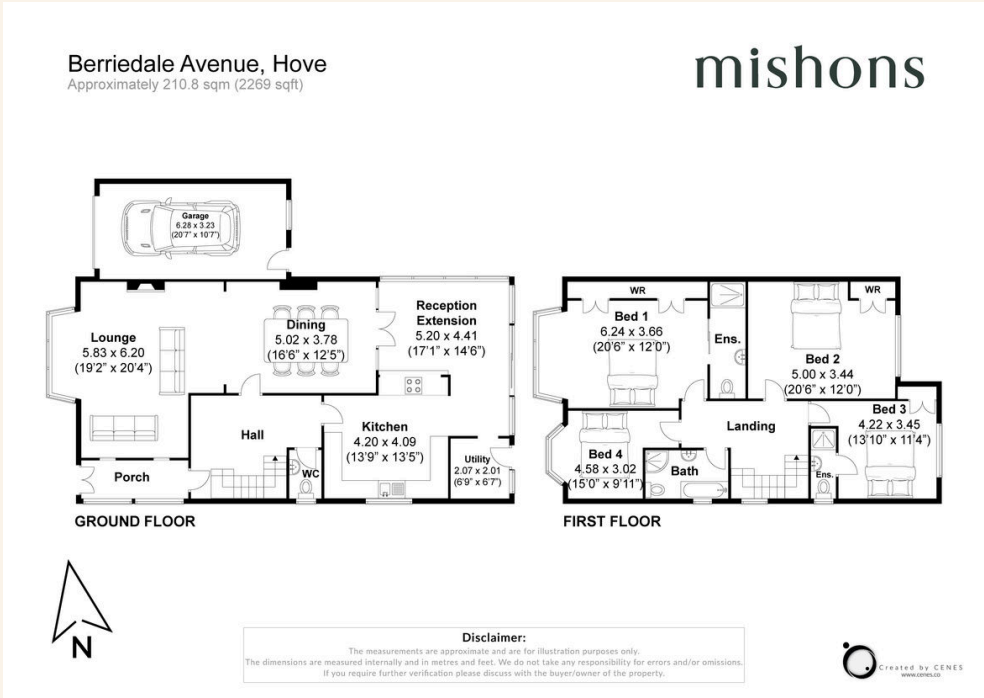 Berriedale Avenue, Hove
Approximately 210.8 sqm (2269 sqft)
mishons
Garage
6.28 x 3.23
(20'7" x 10'7")
Lounge
5.83 x 6.20
(19'2" x 20'4")
Dining
5.02 x 3.78
(16'6" x 12'5")
Reception
Extension
5.20 x 4.41
(17'1" x 14'6")
Hall
Kitchen
4.20 x 4.09
(13'9" x 13'5")
Utility
2.07 x 2.01
(6'9" x 6'7")
WC
Porch
GROUND FLOOR
WR
WR
Bed 1
6.24 x 3.66
(20'6" x 12'0")
Ens.
Bed 2
5.00 x 3.44
(20'6" x 12'0")
Bed 3
4.22 x 3.45
(13'10" x 11'4")
Landing
Bed 4
4.58 x 3.02
(15'0" x 9'11")
Bath
Ens.
FIRST FLOOR
N
Disclaimer:
The measurements are approximate and are for illustration purposes only.
The dimensions are measured internally and in metres and feet. We do not take any responsibility for errors and/or omissions.
If you require further verification please discuss with the buyer/owner of the property.
Created by CENES
www.cenes.co